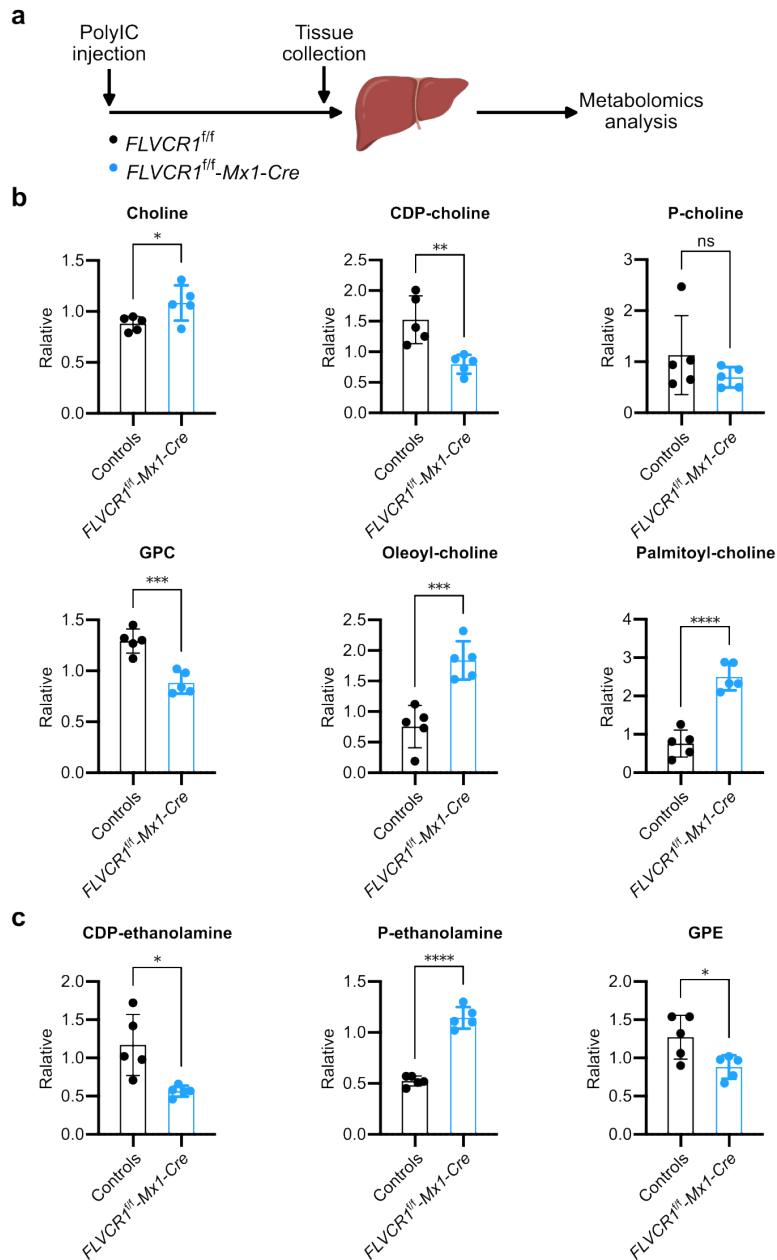 a
PolyIC
injection
Tissue
collection
Metabolomics
analysis
FLVCR1f/f
FLVCR1f/f-Mx1-Cre
b
Choline
*
Ralative
1.5
1.0
0.5
0.0
Controls
FLVCR1f/f-Mx1-Cre
CDP-choline
**
Ralative
2.5
2.0
1.5
1.0
0.5
0.0
Controls
FLVCR1f/f-Mx1-Cre
P-choline
ns
Ralative
3
2
1
0
Controls
FLVCR1f/f-Mx1-Cre
GPC
***
Ralative
1.5
1.0
0.5
0.0
Controls
FLVCR1f/f-Mx1-Cre
Oleoyl-choline
***
Ralative
2.5
2.0
1.5
1.0
0.5
0.0
Controls
FLVCR1f/f-Mx1-Cre
Palmitoyl-choline
****
Ralative
4
3
2
1
0
Controls
FLVCR1f/f-Mx1-Cre
c
CDP-ethanolamine
*
Ralative
2.0
1.5
1.0
0.5
0.0
Controls
FLVCR1f/f-Mx1-Cre
P-ethanolamine
****
Ralative
1.5
1.0
0.5
0.0
Controls
FLVCR1f/f-Mx1-Cre
GPE
*
Ralative
2.0
1.5
1.0
0.5
0.0
Controls
FLVCR1f/f-Mx1-Cre